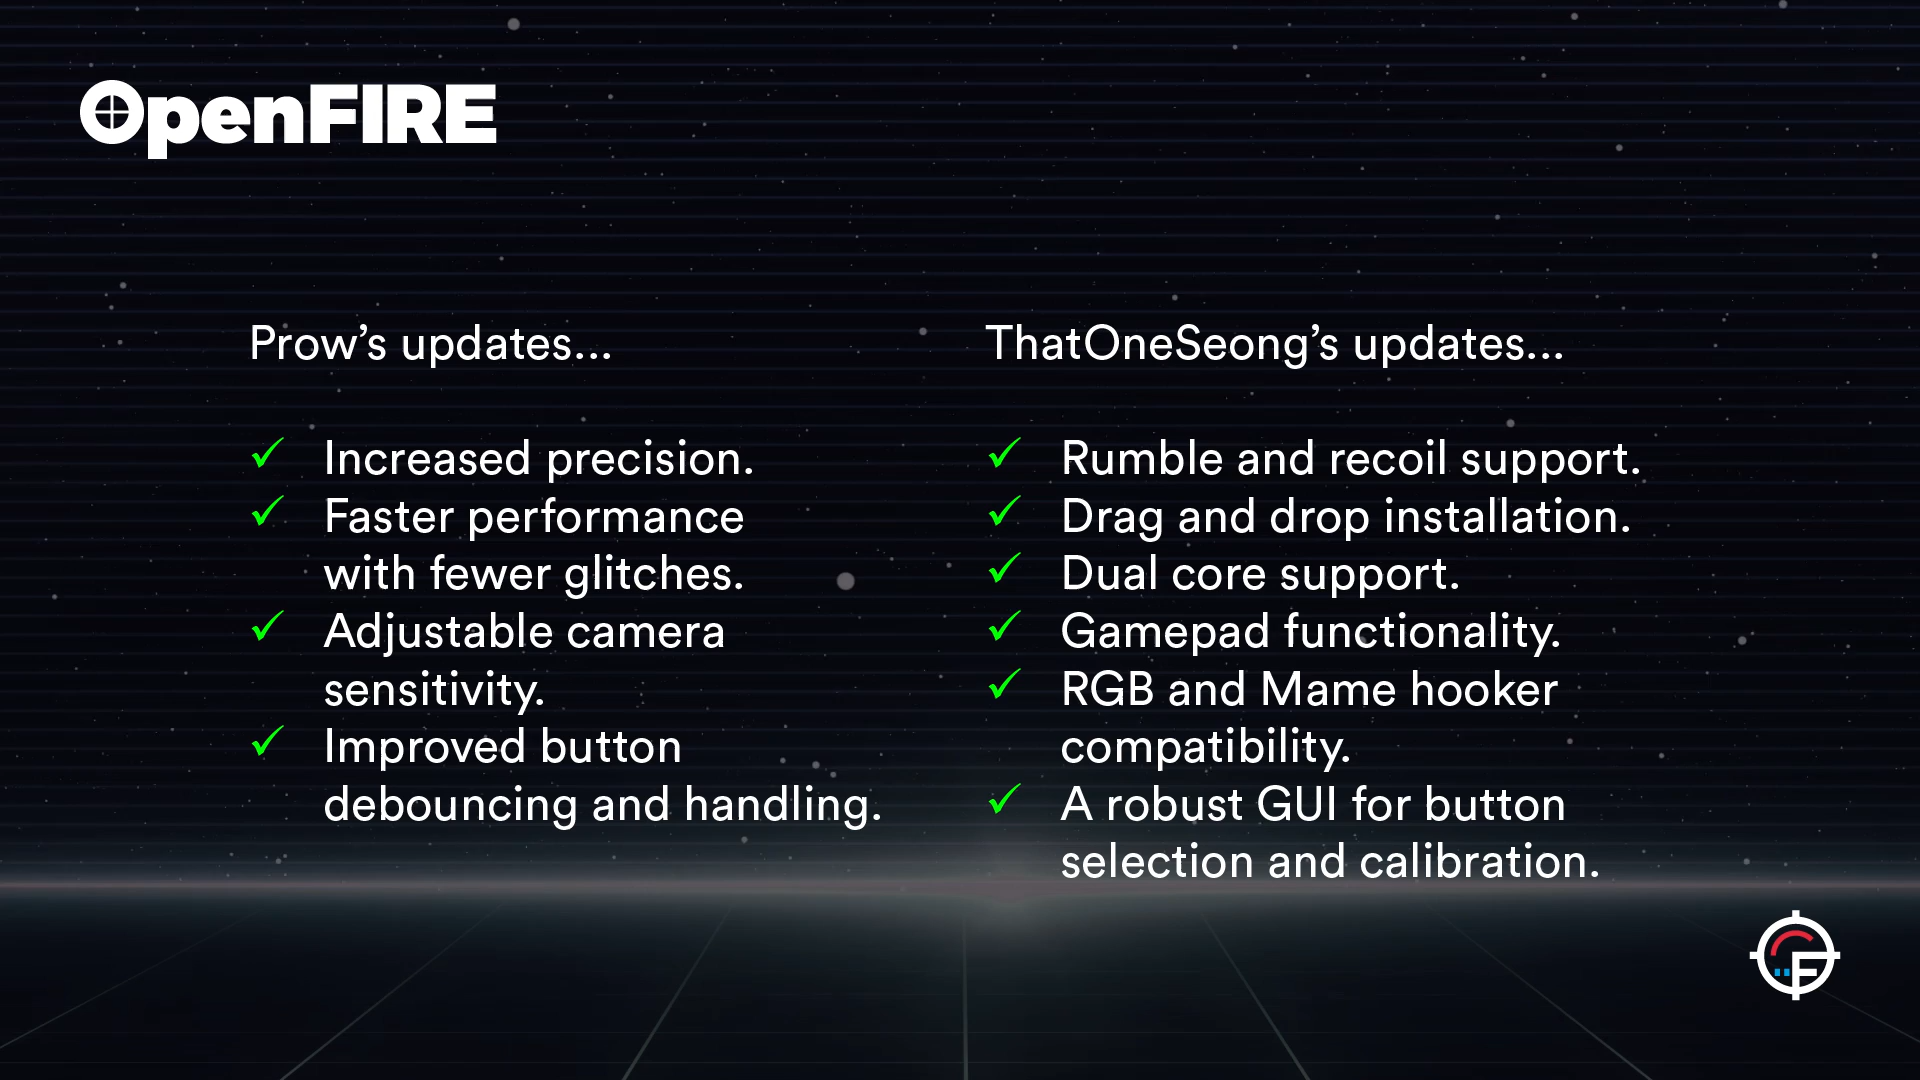 OpenFIRE
Prow’s updates...
Increased precision.
Faster performance
with fewer glitches.
Adjustable camera
sensitivity.
Improved button
debouncing and handling.
ThatOneSeong’s updates...
Rumble and recoil support.
Drag and drop installation.
Dual core support.
Gamepad functionality.
RGB and Mame hooker
compatibility.
A robust GUI for button
selection and calibration.
F